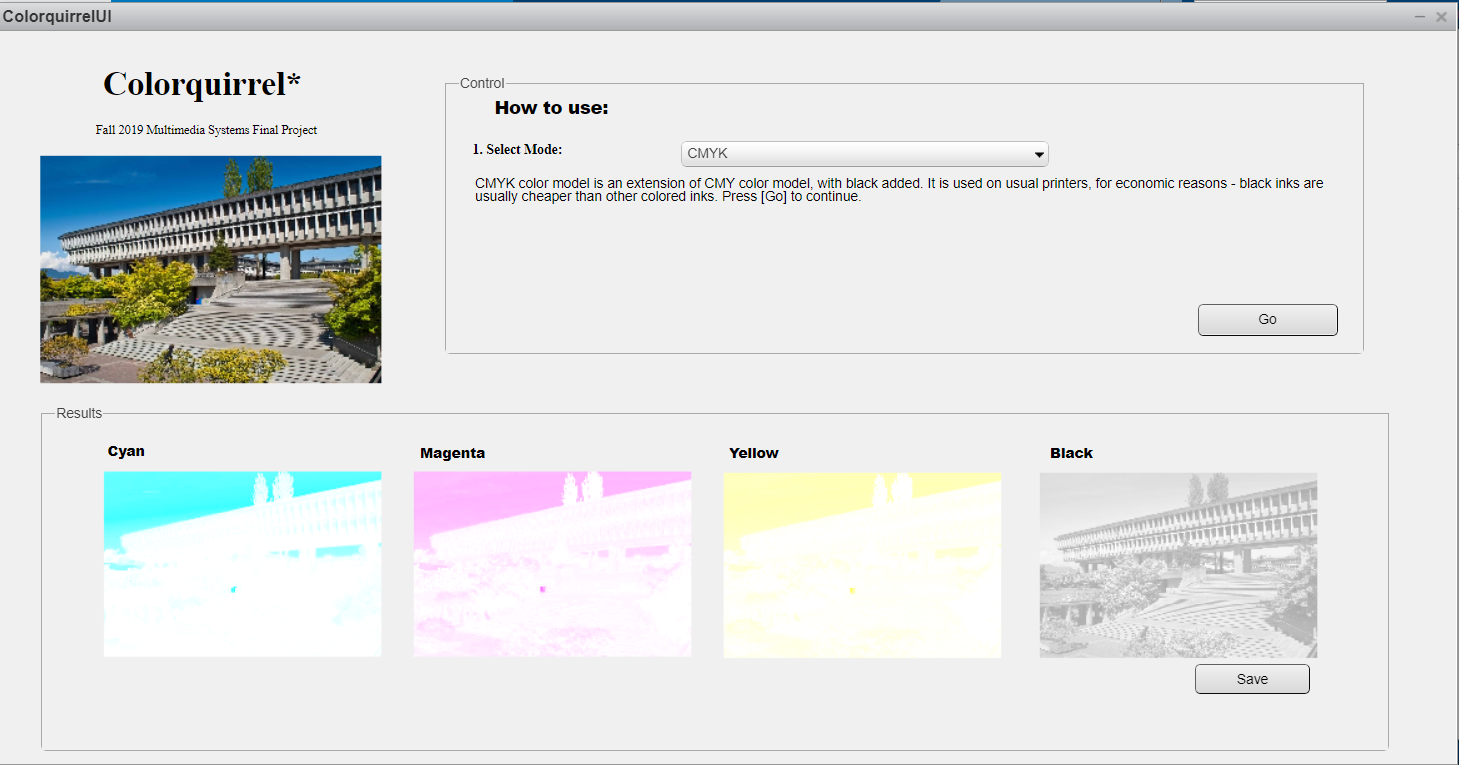 ColorquirrelUI
Colorquirrel*
Fall 2019 Multimedia Systems Final Project
Control
How to use:
1. Select Mode:
CMYK
CMYK color model is an extension of CMY color model, with black added. It is used on usual printers, for economic reasons - black inks are
usually cheaper than other colored inks. Press [Go] to continue.
Go
Results
Cyan
Magenta
Yellow
Black
Save